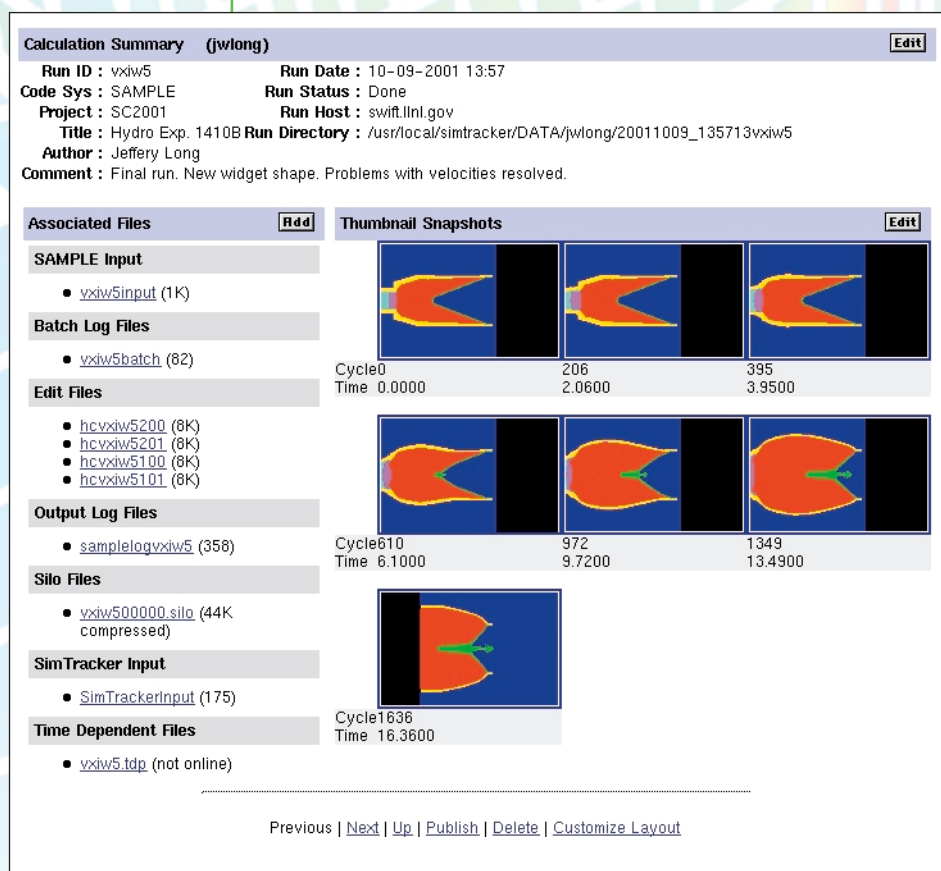 Calculation Summary (jwlong) Edit
Run ID : vxiw5 Run Date : 10-09-2001 13:57
Code Sys : SAMPLE Run Status : Done
Project : SC2001 Run Host : swift.llnl.gov
Title : Hydro Exp. 1410B Run Directory : /usr/local/simtracker/DATA/jwlong/20011009_135713vxiw5
Author : Jeffery Long
Comment : Final run. New widget shape. Problems with velocities resolved.
Associated Files Add
SAMPLE Input
• vxiw5input (1K)
Batch Log Files
• vxiw5batch (82)
Edit Files
• hcvxiw5200 (8K)
• hcvxiw5201 (8K)
• hcvxiw5100 (8K)
• hcvxiw5101 (8K)
Output Log Files
• samplelogvxiw5 (358)
Silo Files
• vxiw500000.silo (44K
compressed)
SimTracker Input
• SimTrackerInput (175)
Time Dependent Files
• vxiw5.tdp (not online)
Thumbnail Snapshots Edit
Cycle0 206 395
Time 0.0000 2.0600 3.9500
Cycle610 972 1349
Time 6.1000 9.7200 13.4900
Cycle1636
Time 16.3600
Previous | Next | Up | Publish | Delete | Customize Layout